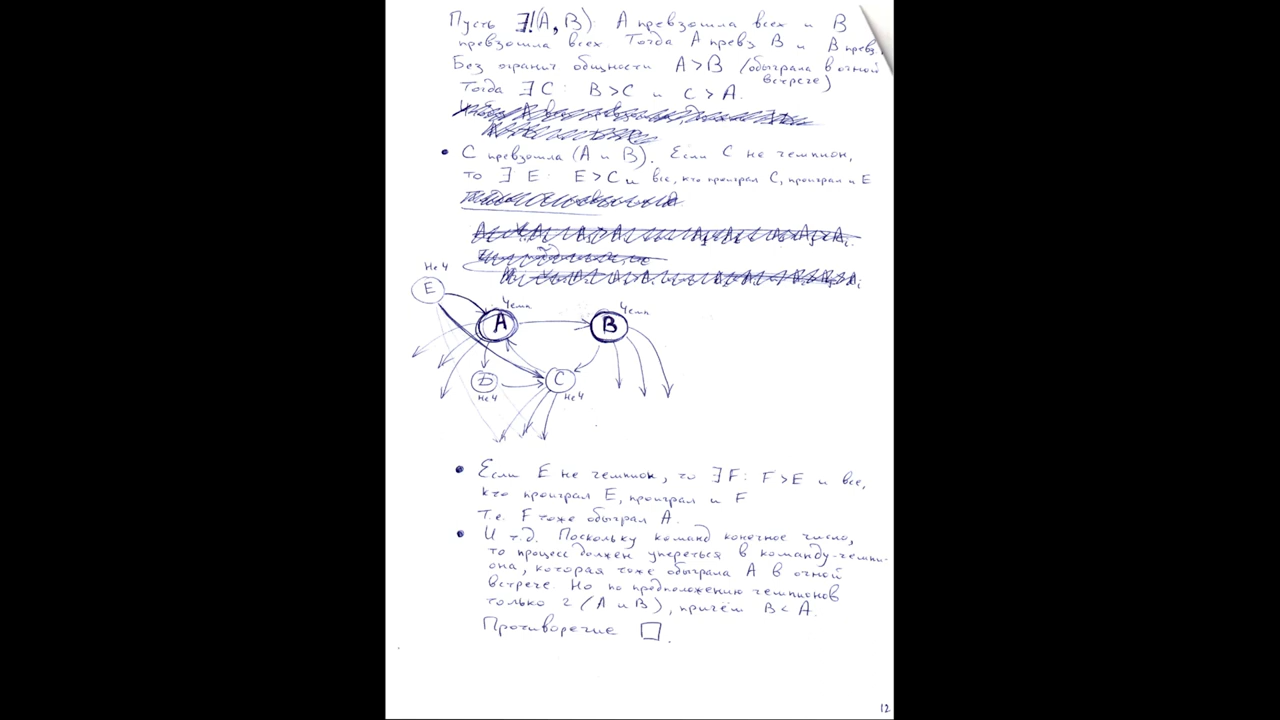 Пусть ∃!(A, B): A превзошла всех и B
превзошла всех Тогда A превз B и B превз.
Без огранич общности A>B (обыграла в очной
встрече)
Тогда ∃ C: B>C и C>A.
• C превзошла (A и B). Если C не чемпион,
то ∃ E: E>C и все, кто проиграл C, проиграл и E
Не Ч
E
Чемп
A
Чемп
B
D
Не Ч
C
Не Ч
• Если E не чемпион, то ∃F: F>E и все,
кто проиграл E, проиграл и F
Т.е. F тоже обыграл A.
• И т.д. Поскольку команд конечное число,
то процесс должен упереться в команду-чемпи-
она, которая тоже обыграла A в очной
встрече. Но по предположению чемпионов
только 2 (A и B), причём B<A.
Противоречие □.
12